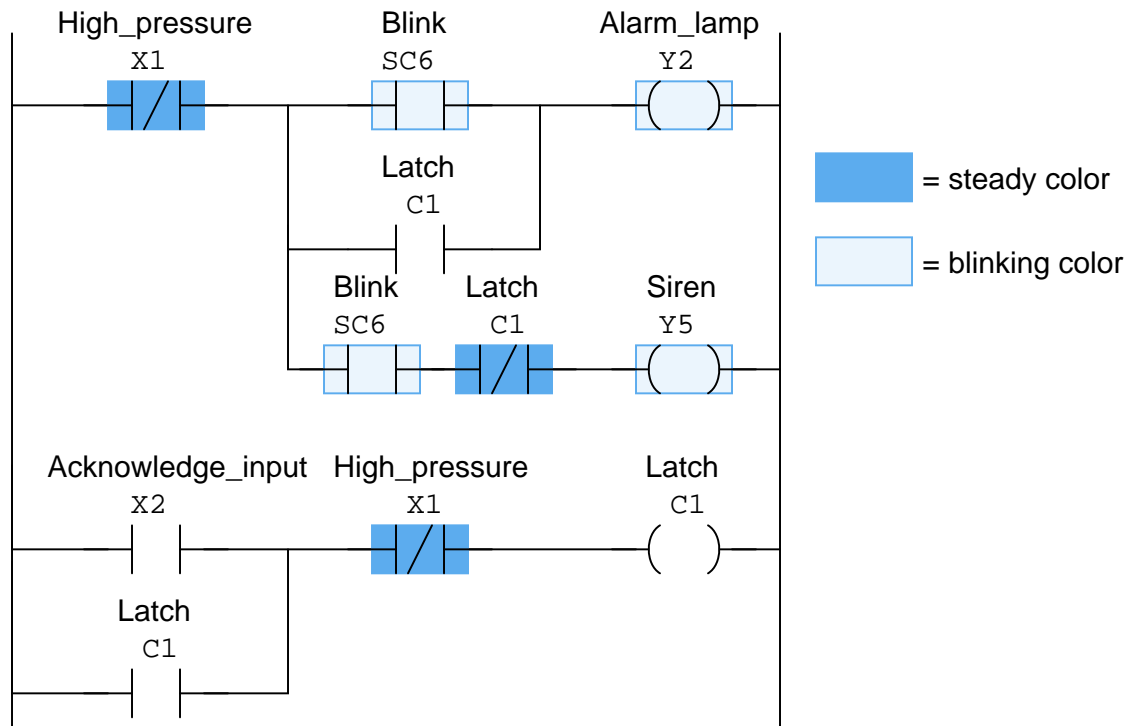 High_pressure Blink Alarm_lamp
X1 SC6 Y2
Latch
C1
= steady color
= blinking color
Blink Latch Siren
SC6 C1 Y5
Acknowledge_input High_pressure Latch
X2 X1 C1
Latch
C1